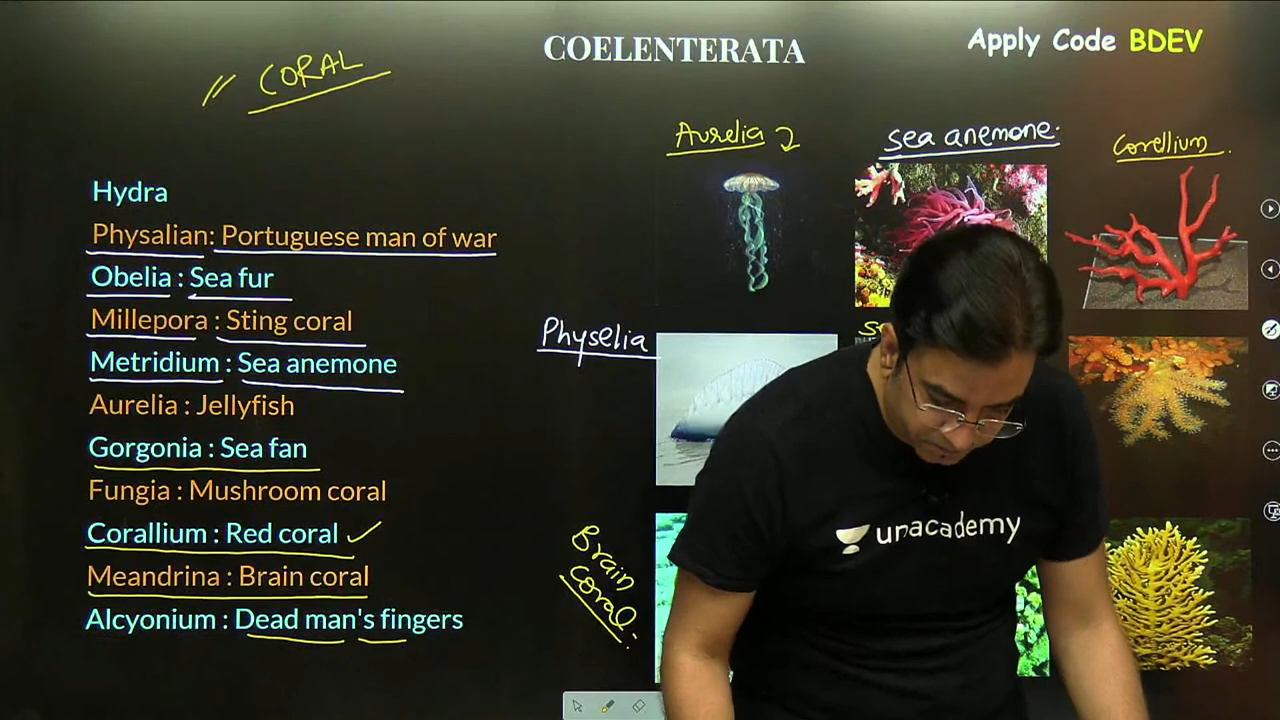 COELENTERATA
Apply Code BDEV
CORAL
Aurelia
sea anemone
Corellium
Hydra
Physalian: Portuguese man of war
Obelia : Sea fur
Millepora : Sting coral
Metridium : Sea anemone
Aurelia : Jellyfish
Gorgonia : Sea fan
Fungia : Mushroom coral
Corallium : Red coral
Meandrina : Brain coral
Alcyonium : Dead man's fingers
Physelia
Brain
coral
unacademy